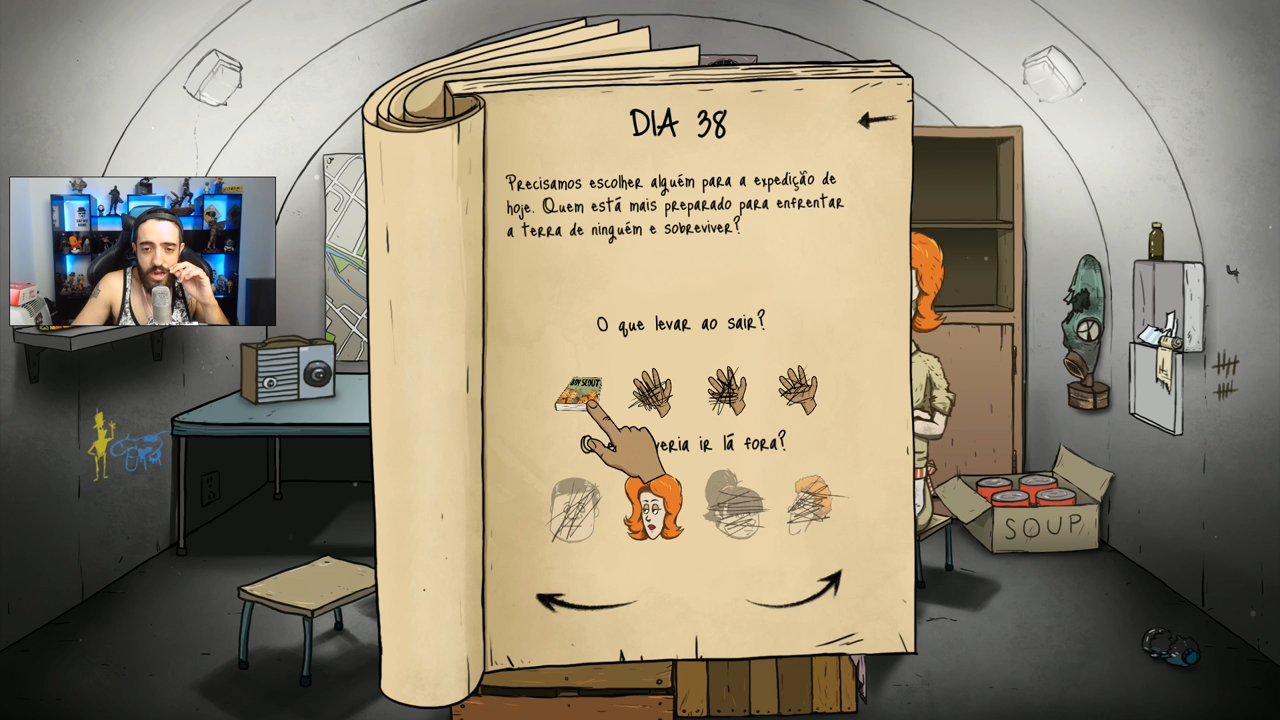 DIA 38
Precisamos escolher alguém para a expedição de
hoje. Quem está mais preparado para enfrentar
a terra de ninguém e sobreviver?
O que levar ao sair?
BOY SCOUT
ir lá fora?
SOUP